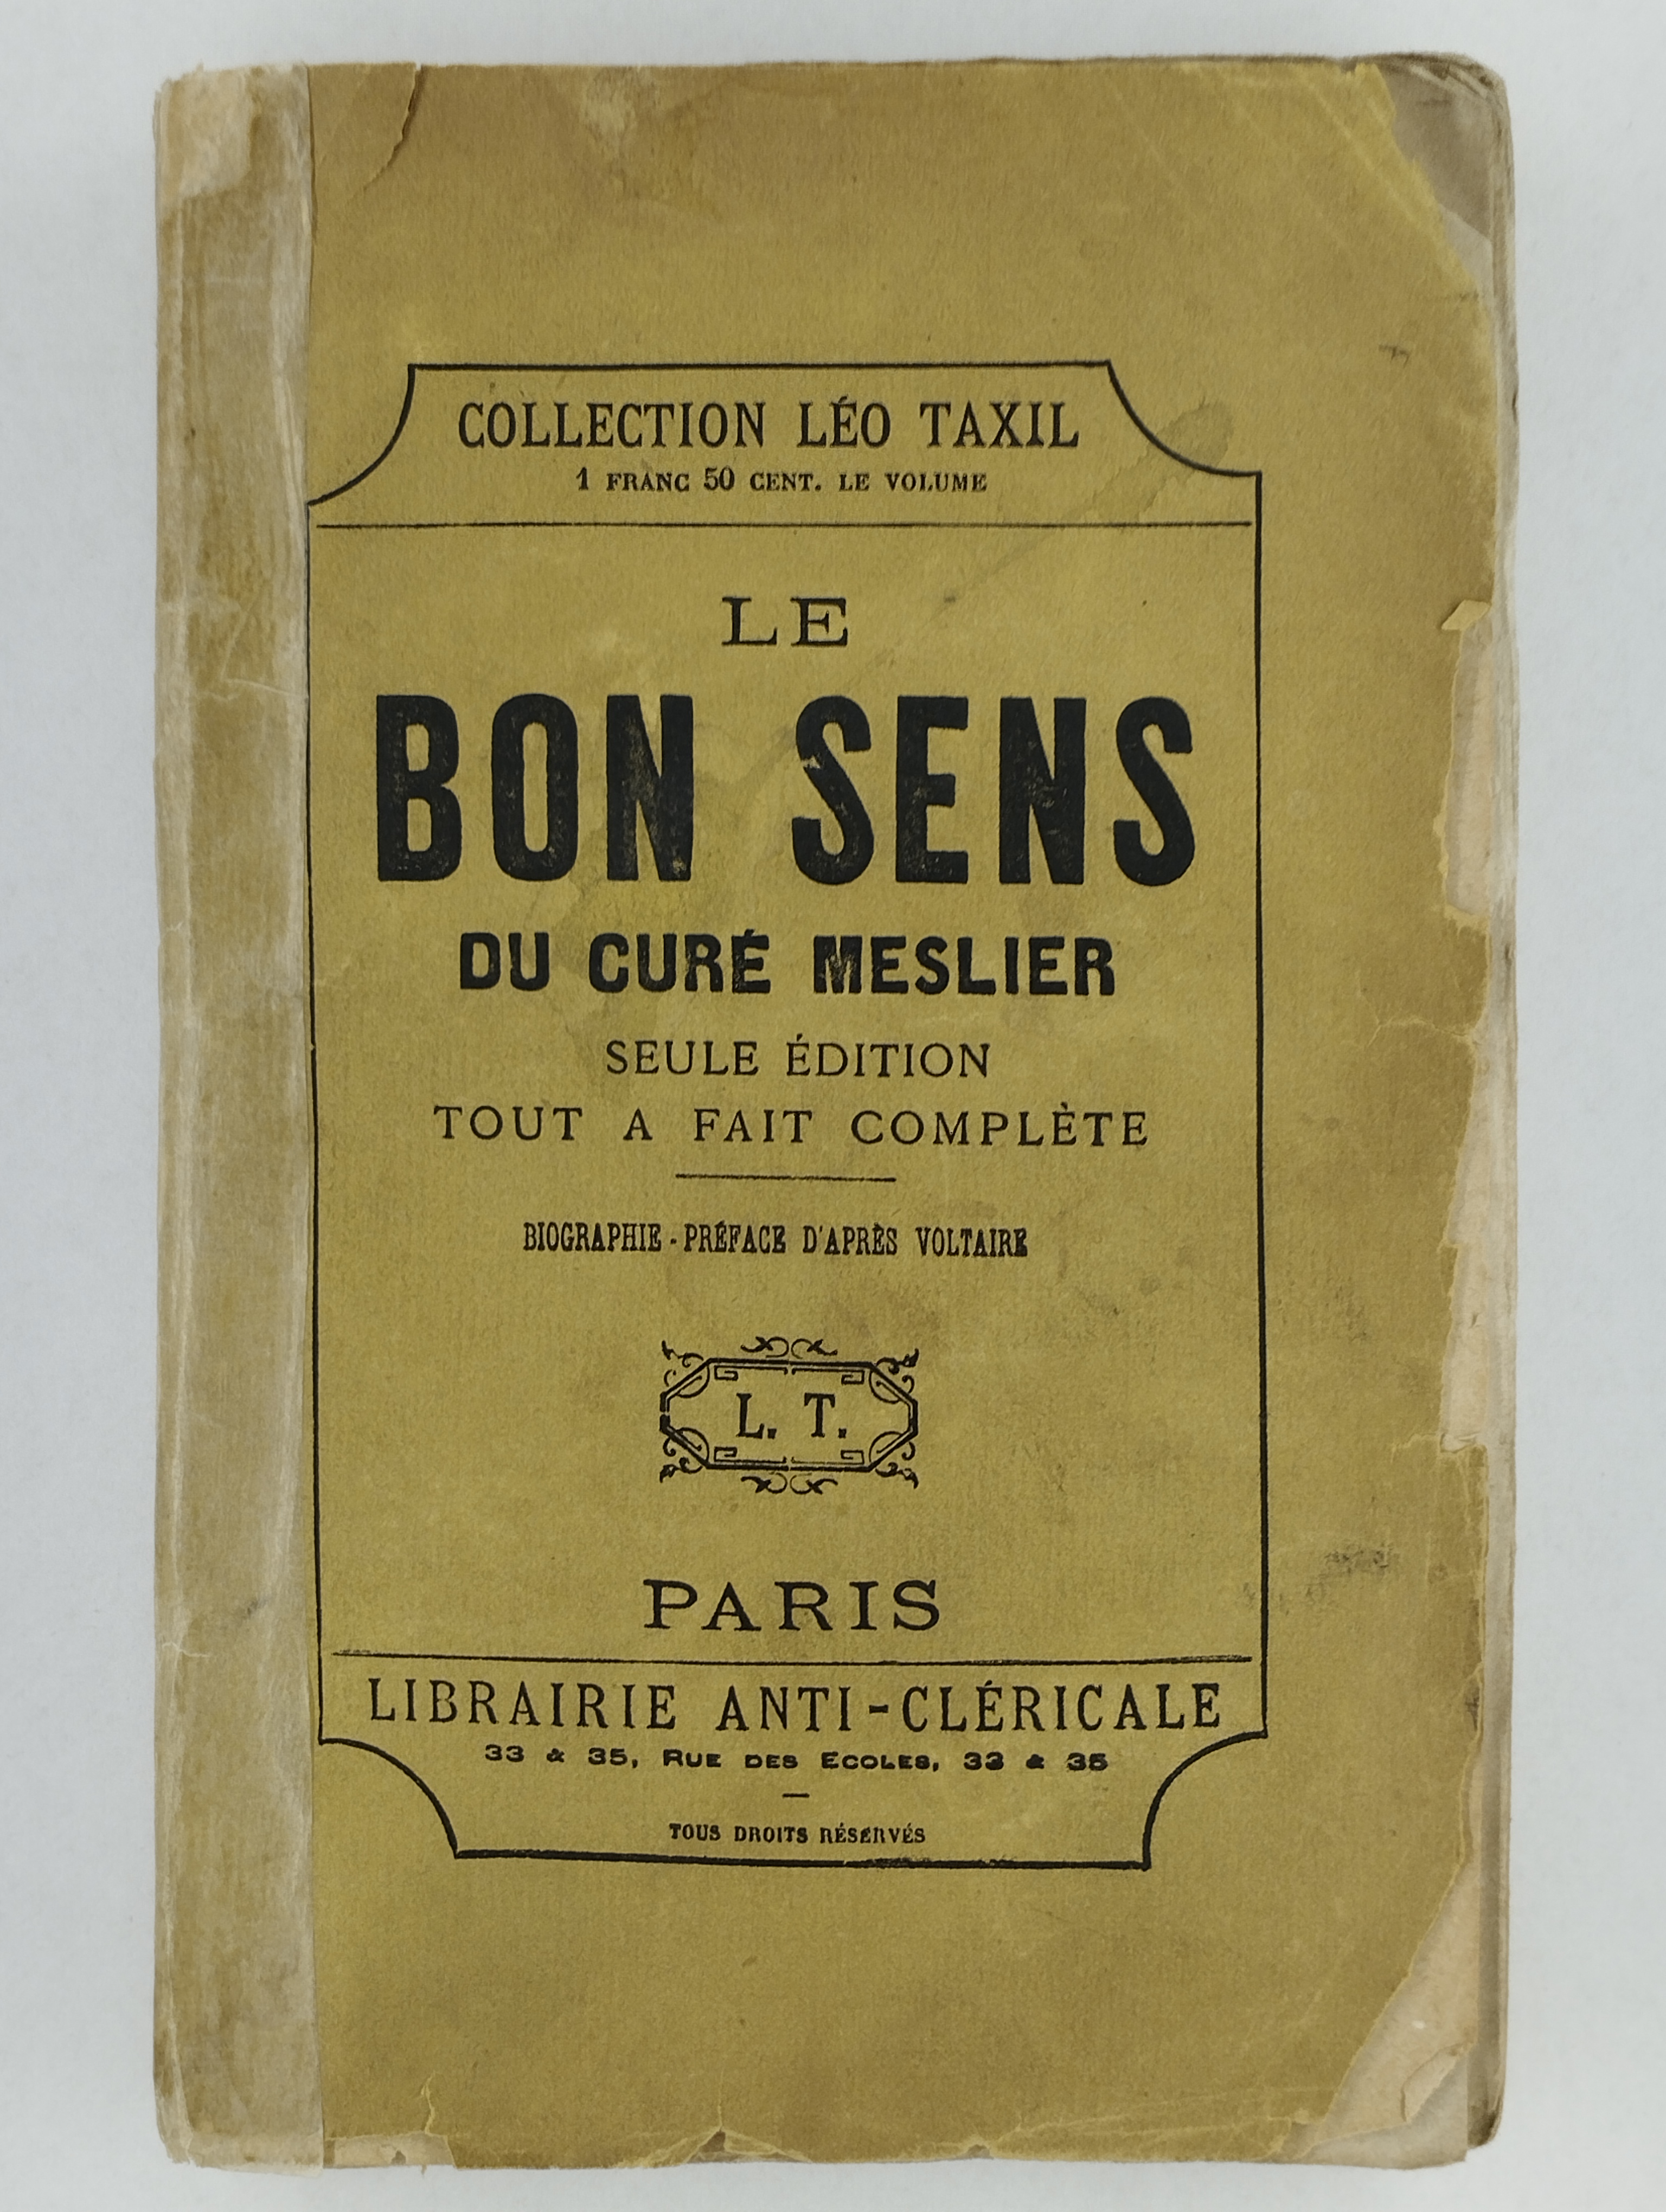 COLLECTION LÉO TAXIL
1 FRANC 50 CENT. LE VOLUME
LE
BON SENS
DU CURÉ MESLIER
SEULE ÉDITION
TOUT A FAIT COMPLÈTE
BIOGRAPHIE - PRÉFACE D'APRÈS VOLTAIRE
L. T.
PARIS
LIBRAIRIE ANTI-CLÉRICALE
33 & 35, RUE DES ECOLES, 33 & 35
TOUS DROITS RÉSERVÉS